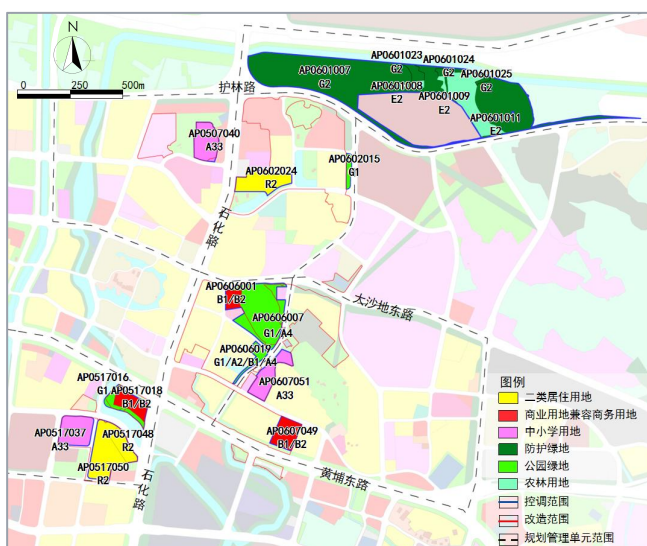 N
0 250 500m
护林路
AP0601007
G2
AP0601023
G2
AP0601024
G2
AP0601025
G2
AP0601008
E2
AP0601009
E2
AP0601011
E2
AP0507040
A33
AP0602024
R2
AP0602015
G1
石化路
大沙地东路
AP0606001
B1/B2
AP0606007
G1/A4
AP0606019
G1/A2/B1/A4
AP0607051
A33
AP0517016
G1
AP0517018
B1/B2
AP0517037
A33
AP0517048
R2
AP0517050
R2
AP0607049
B1/B2
石化路
黄埔东路
图例
二类居住用地
商业用地兼容商务用地
中小学用地
防护绿地
公园绿地
农林用地
控调范围
改造范围
规划管理单元范围